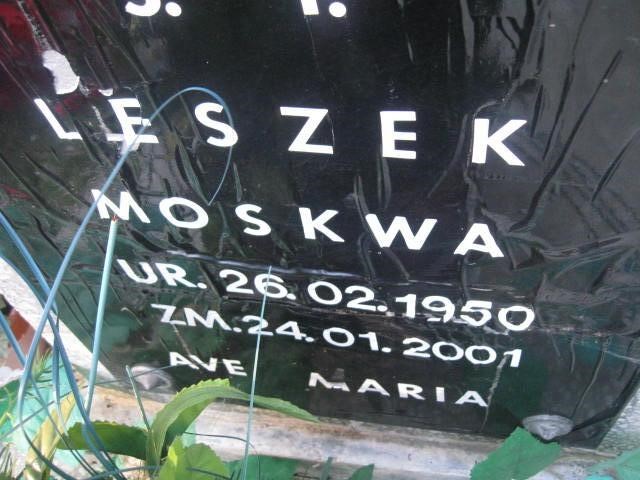 Ś. P.
LESZEK
MOSKWA
UR. 26.02.1950
ZM. 24.01.2001
AVE MARIA